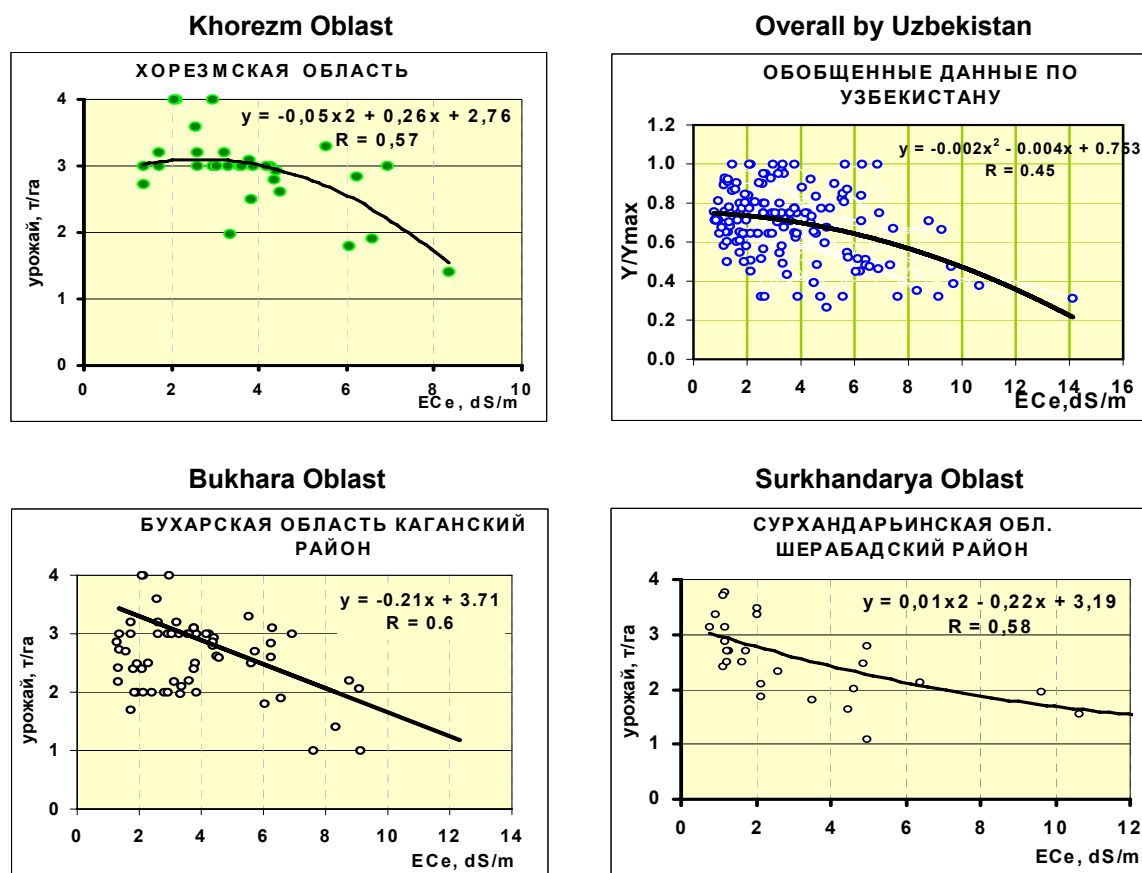 Khorezm Oblast
ХОРЕЗМСКАЯ ОБЛАСТЬ
y = -0,05x2 + 0,26x + 2,76
R = 0,57
урожай, т/га
4
3
2
1
0
0 2 4 6 8 10
ECe, dS/m
Overall by Uzbekistan
ОБОБЩЕННЫЕ ДАННЫЕ ПО
УЗБЕКИСТАНУ
y = -0.002x² - 0.004x + 0.753
R = 0.45
Y/Ymax
1.2
1.0
0.8
0.6
0.4
0.2
0.0
0 2 4 6 8 10 12 14 16
ECe,dS/m
Bukhara Oblast
БУХАРСКАЯ ОБЛАСТЬ КАГАНСКИЙ
РАЙОН
y = -0.21x + 3.71
R = 0.6
урожай, т/га
4
3
2
1
0
0 2 4 6 8 10 12 14
ECe, dS/m
Surkhandarya Oblast
СУРХАНДАРЬИНСКАЯ ОБЛ.
ШЕРАБАДСКИЙ РАЙОН
y = 0,01x2 - 0,22x + 3,19
R = 0,58
урожай, т/га
4
3
2
1
0
0 2 4 6 8 10 12
ECe, dS/m